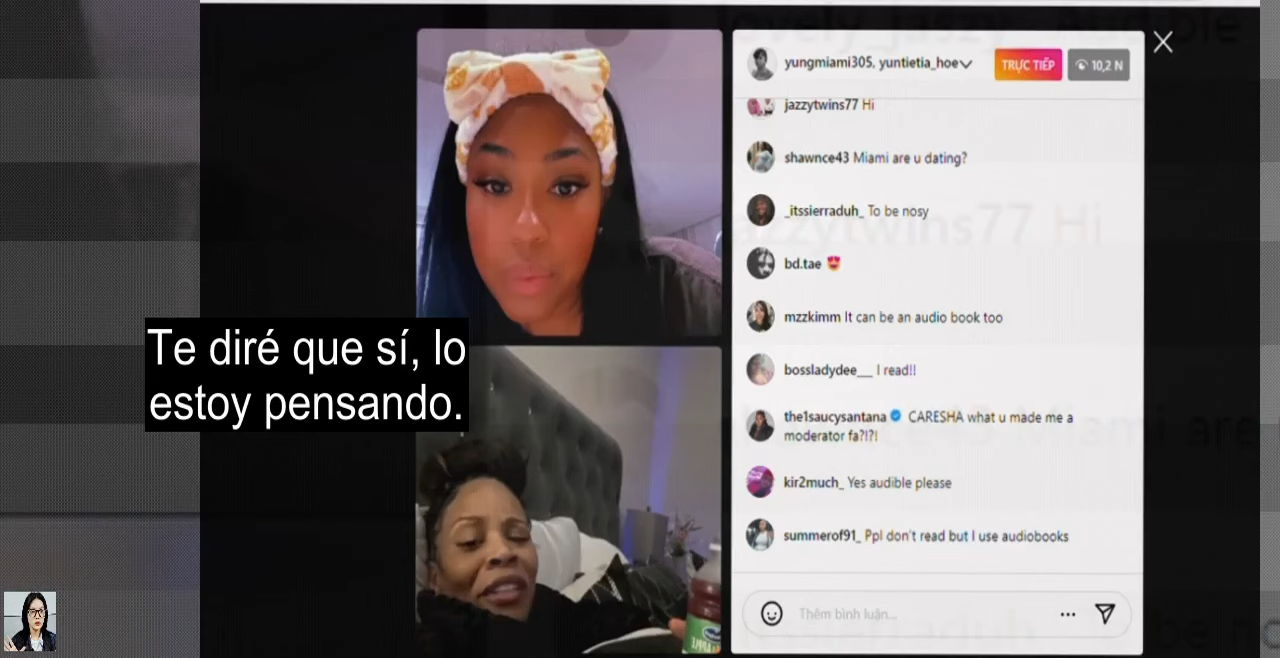 yungmiami305, yuntietia_hoe
TRỰC TIẾP
10,2 N
jazzytwins77 Hi
shawnce43 Miami are u dating?
_itssierraduh_ To be nosy
bd.tae 😍
mzzkimm It can be an audio book too
bossladydee__ I read!!
the1saucysantana CARESHA what u made me a
moderator fa?!?!
kir2much_ Yes audible please
summerof91_ Ppl don't read but I use audiobooks
Thêm bình luận...
Te diré que sí, lo
estoy pensando.